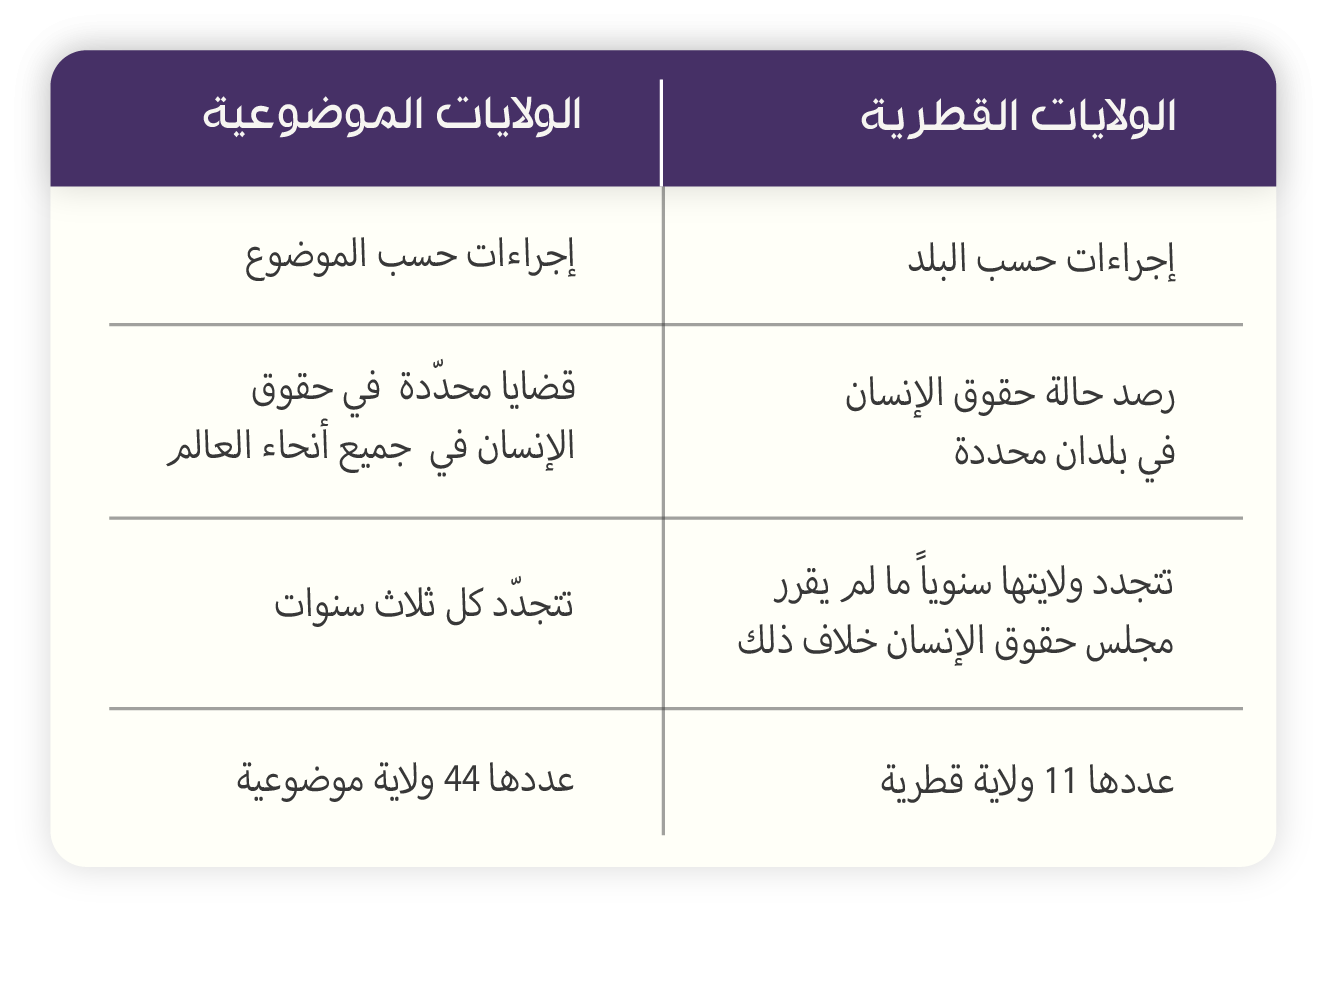 الولايات القطرية
الولايات الموضوعية
إجراءات حسب البلد
إجراءات حسب الموضوع
رصد حالة حقوق الإنسان
في بلدان محددة
قضايا محدّدة في حقوق
الإنسان في جميع أنحاء العالم
تتجدد ولايتها سنوياً ما لم يقرر
مجلس حقوق الإنسان خلاف ذلك
تتجدّد كل ثلاث سنوات
عددها 11 ولاية قطرية
عددها 44 ولاية موضوعية